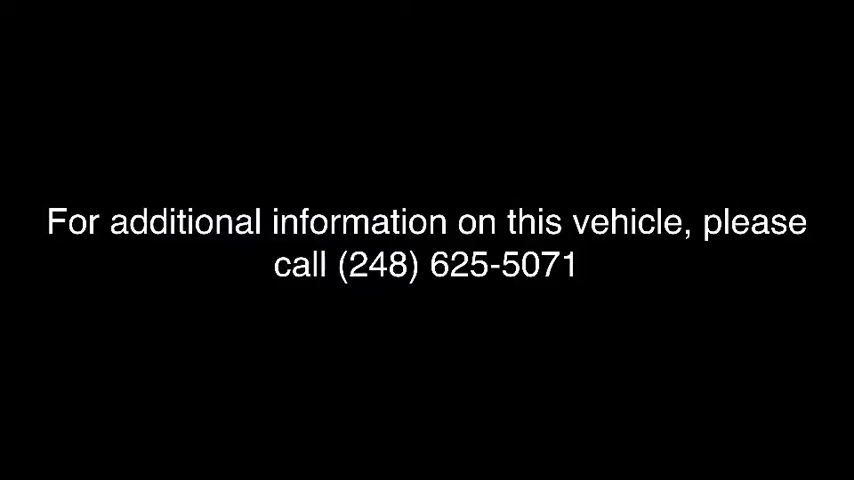 For additional information on this vehicle, please
call (248) 625-5071